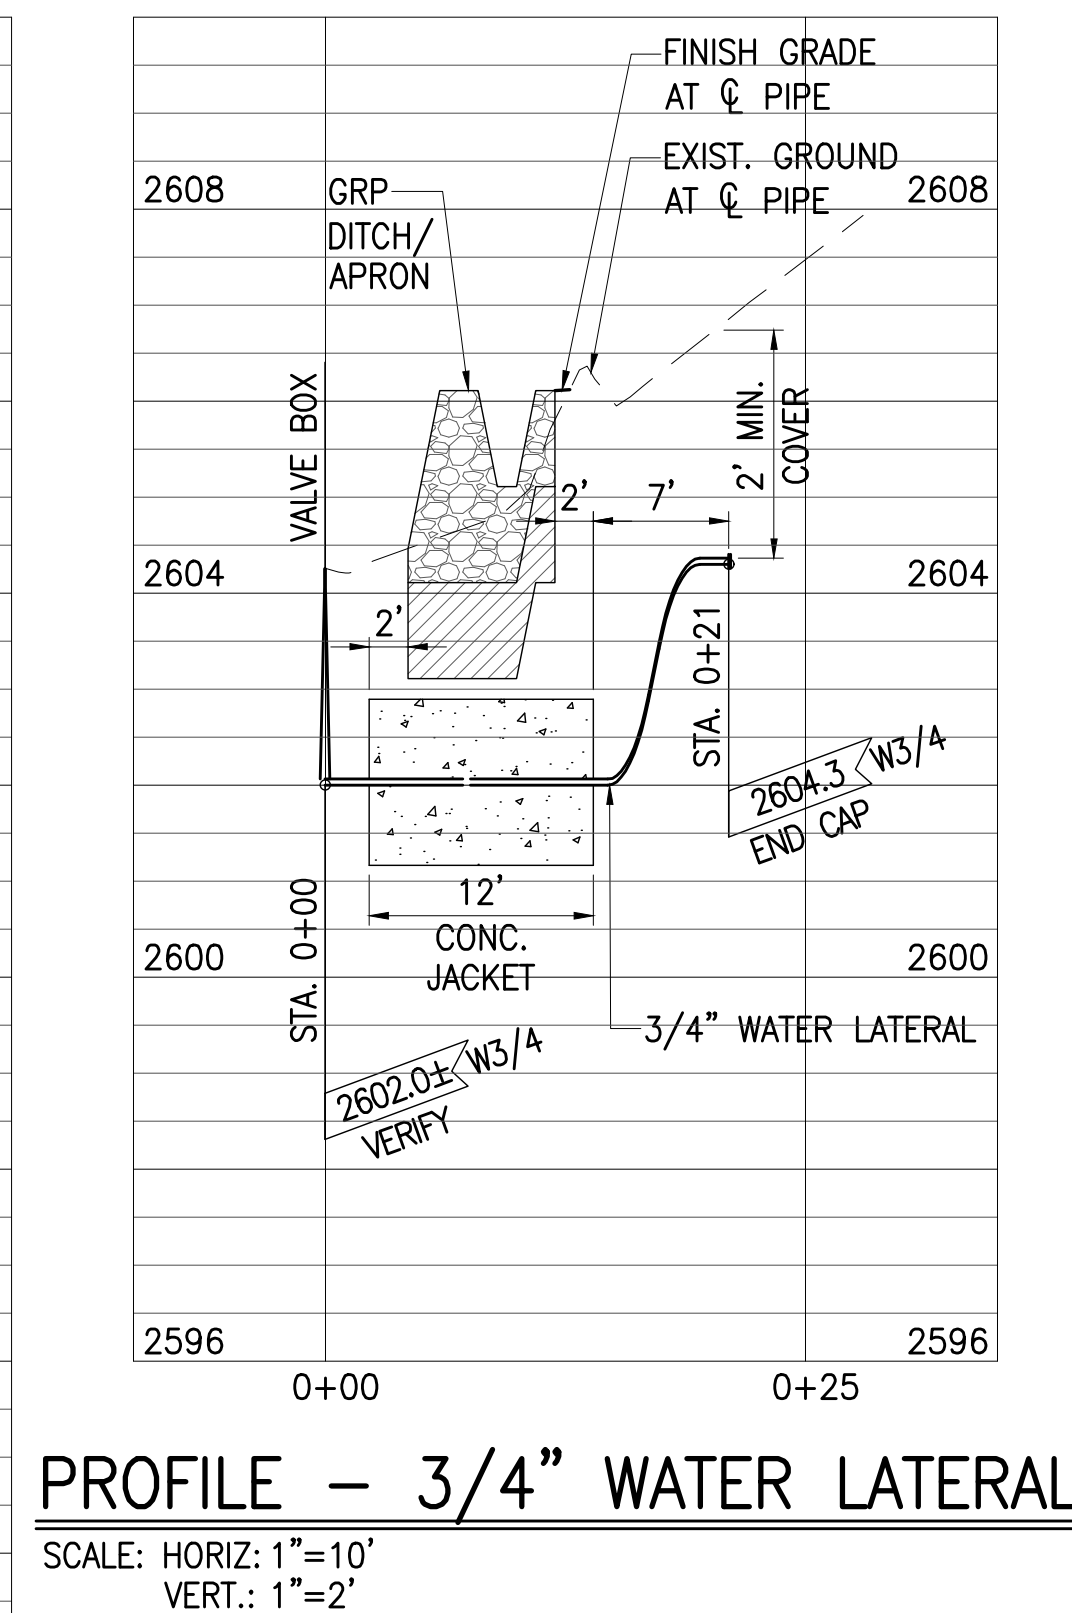 FINISH GRADE
AT ℄ PIPE
EXIST. GROUND
AT ℄ PIPE
2608
GRP
DITCH/
APRON
2608
VALVE BOX
2' MIN.
COVER
2'
7'
2604
2604
2'
STA. 0+21
2604.3
W3/4
END CAP
12'
CONC.
JACKET
STA. 0+00
2600
2600
3/4" WATER LATERAL
2602.0±
W3/4
VERIFY
2596
2596
0+00
0+25
PROFILE – 3/4" WATER LATERAL
SCALE: HORIZ: 1"=10'
VERT.: 1"=2'